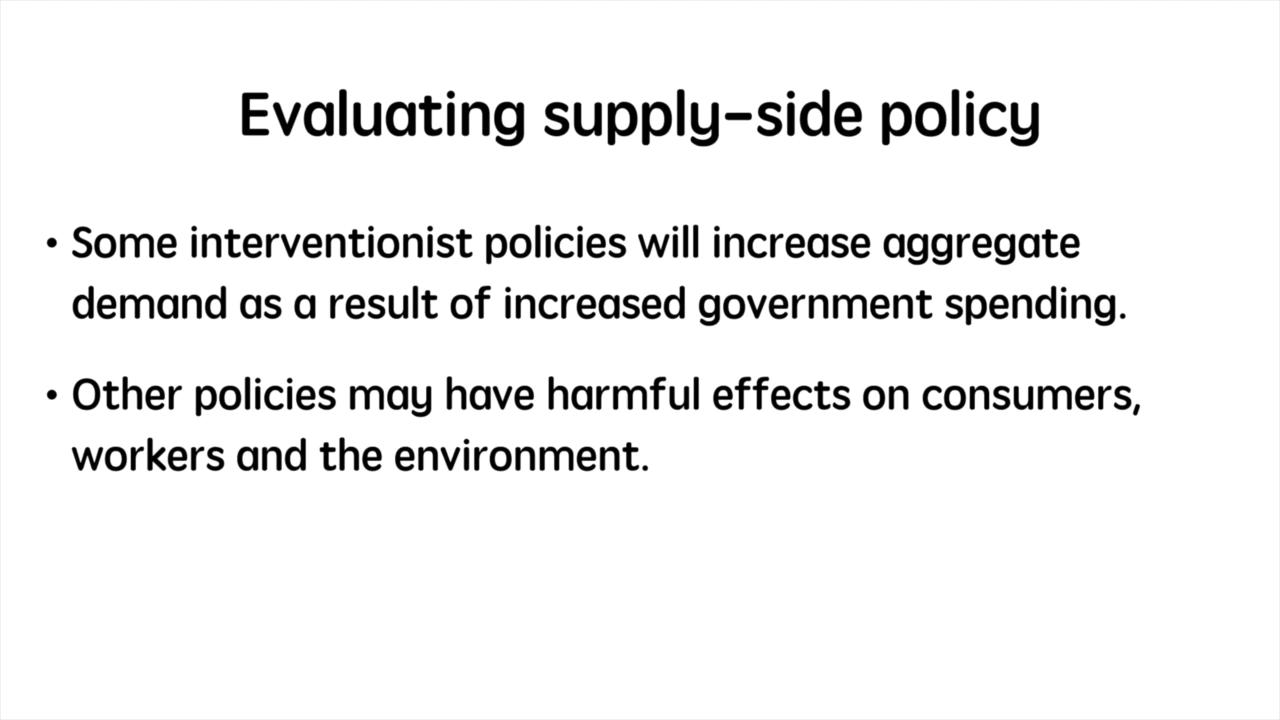 Evaluating supply-side policy
• Some interventionist policies will increase aggregate
demand as a result of increased government spending.
• Other policies may have harmful effects on consumers,
workers and the environment.